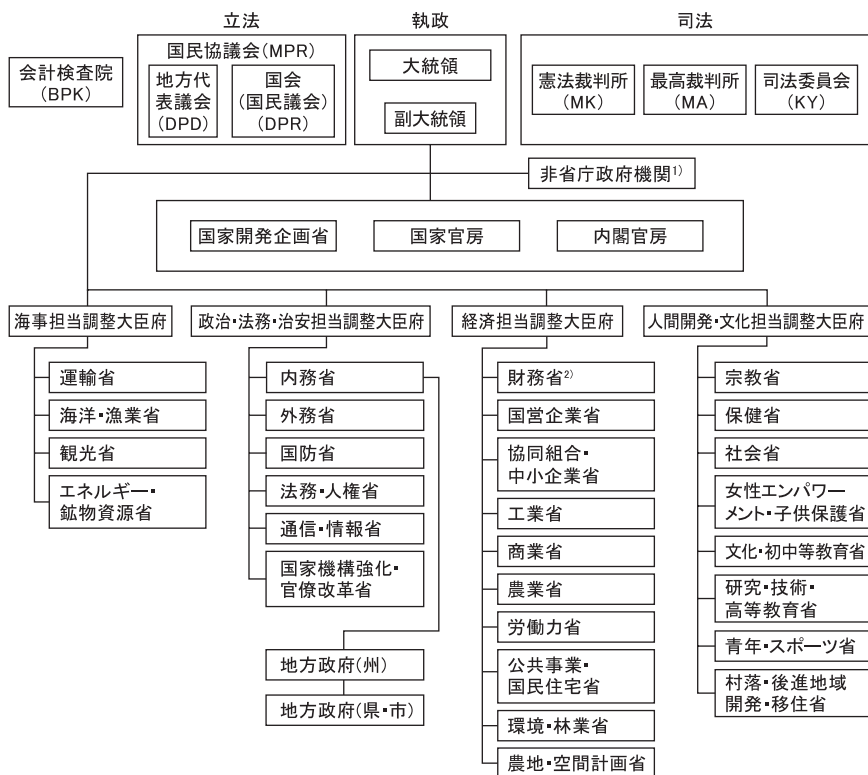 立法
執政
司法
会計検査院
(BPK)
国民協議会(MPR)
地方代
表議会
(DPD)
国会
(国民議会)
(DPR)
大統領
副大統領
憲法裁判所
(MK)
最高裁判所
(MA)
司法委員会
(KY)
非省庁政府機関1)
国家開発企画省
国家官房
内閣官房
海事担当調整大臣府
政治・法務・治安担当調整大臣府
経済担当調整大臣府
人間開発・文化担当調整大臣府
運輸省
海洋・漁業省
観光省
エネルギー・
鉱物資源省
内務省
外務省
国防省
法務・人権省
通信・情報省
国家機構強化・
官僚改革省
地方政府(州)
地方政府(県・市)
財務省2)
国営企業省
協同組合・
中小企業省
工業省
商業省
農業省
労働力省
公共事業・
国民住宅省
環境・林業省
農地・空間計画省
宗教省
保健省
社会省
女性エンパワー
メント・子供保護省
文化・初中等教育省
研究・技術・
高等教育省
青年・スポーツ省
村落・後進地域
開発・移住省